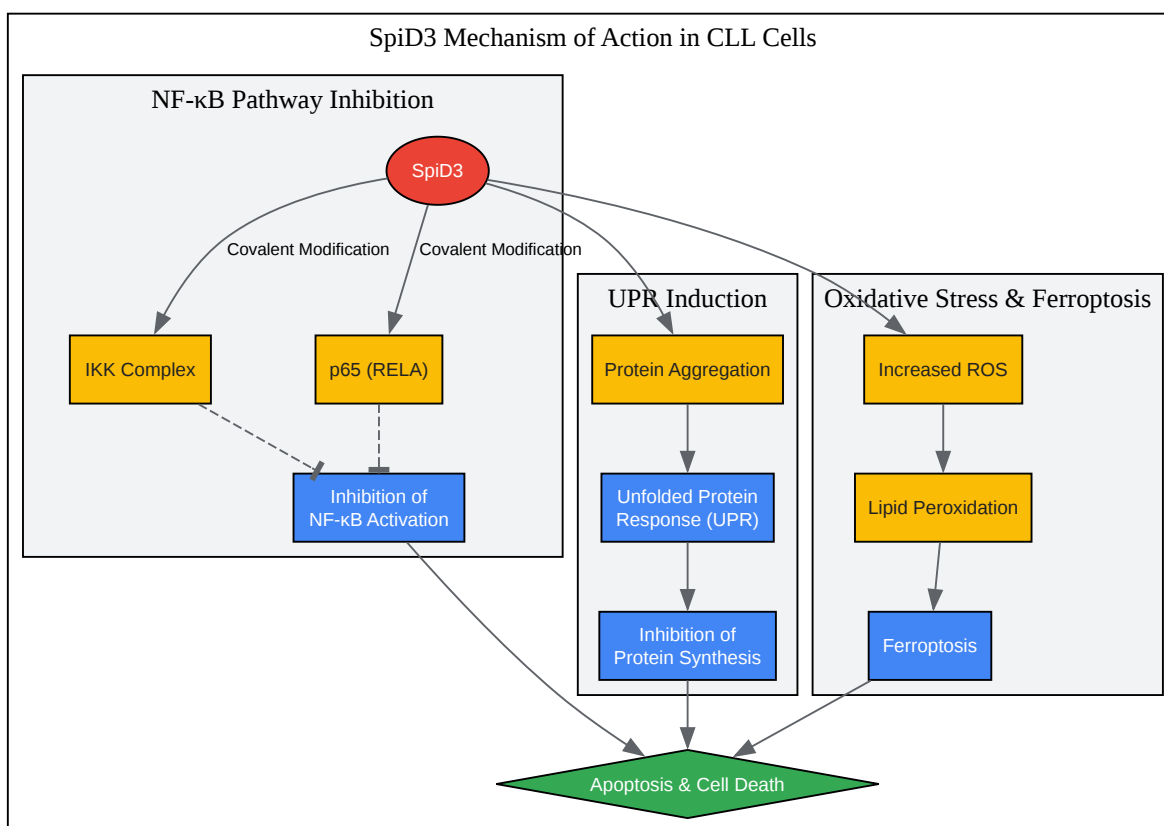 SpiD3 Mechanism of Action in CLL Cells
NF-κB Pathway Inhibition
SpiD3
Covalent Modification
Covalent Modification
UPR Induction
Oxidative Stress & Ferroptosis
IKK Complex
p65 (RELA)
Protein Aggregation
Increased ROS
Inhibition of
NF-κB Activation
Unfolded Protein
Response (UPR)
Lipid Peroxidation
Inhibition of
Protein Synthesis
Ferroptosis
Apoptosis & Cell Death